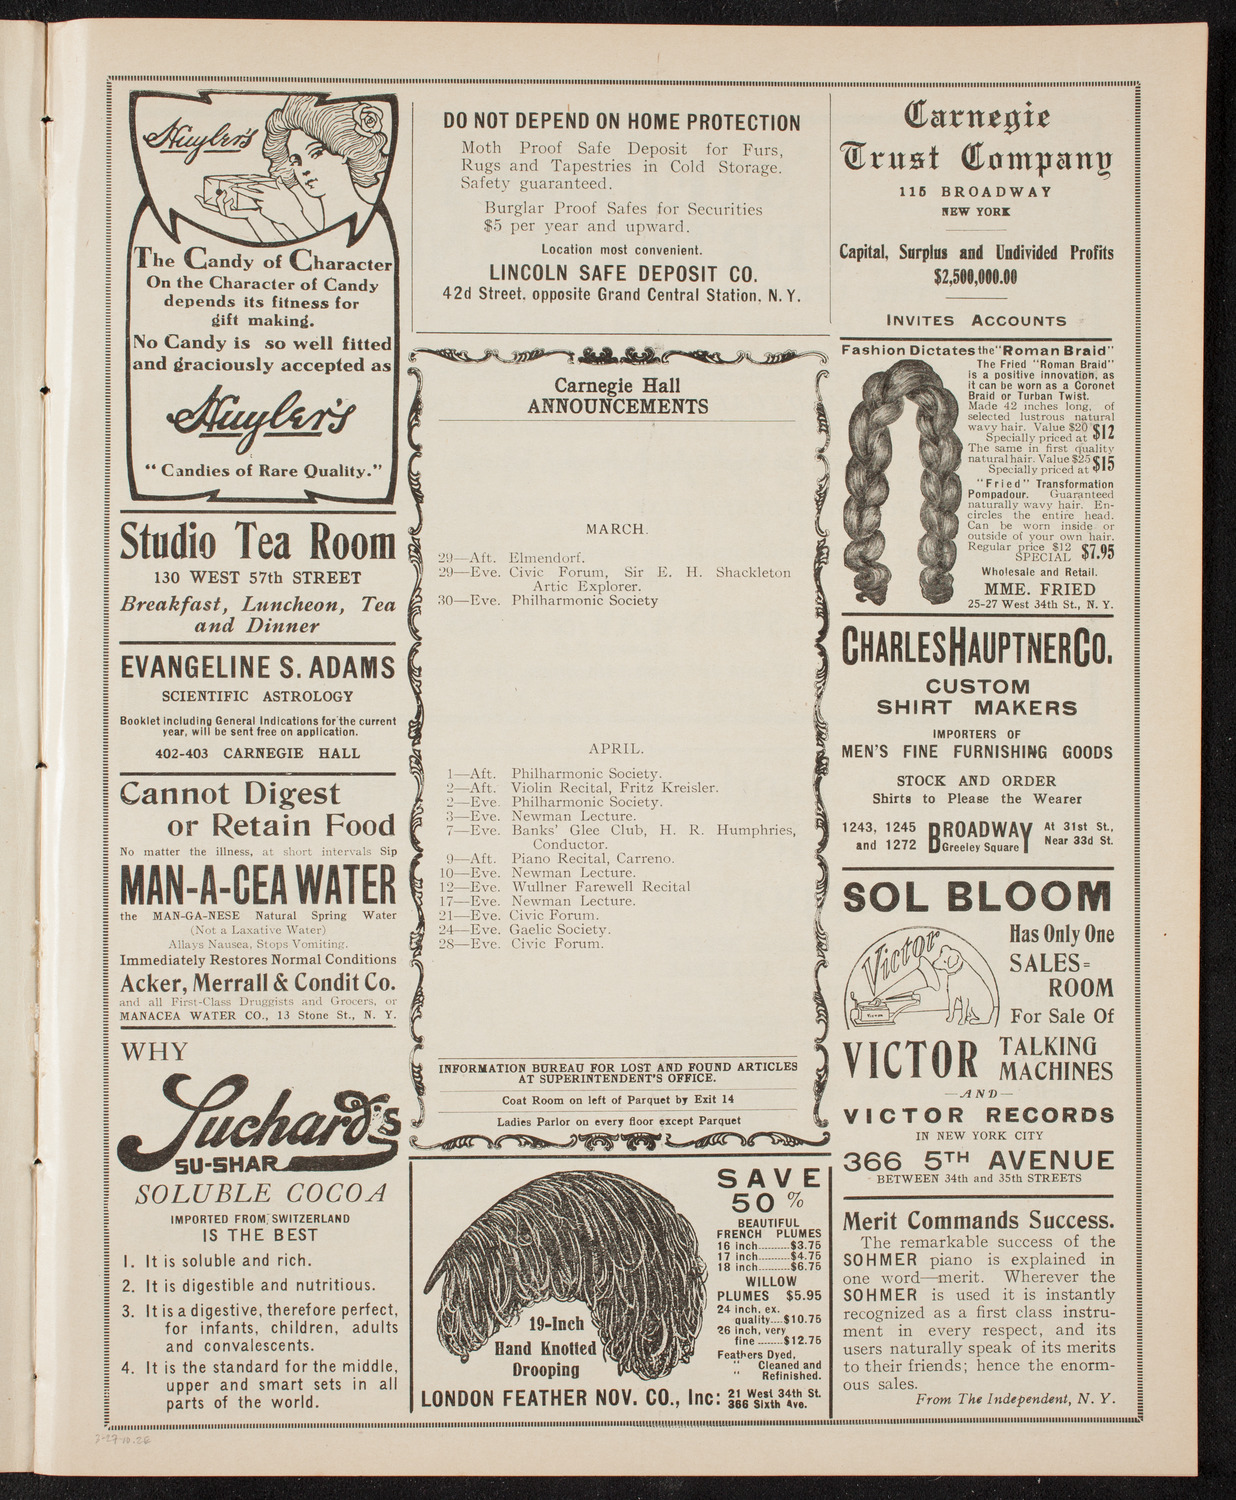 Huyler's
The Candy of Character
On the Character of Candy
depends its fitness for
gift making.
No Candy is so well fitted
and graciously accepted as
Huyler's
"Candies of Rare Quality."
Studio Tea Room
130 WEST 57th STREET
Breakfast, Luncheon, Tea
and Dinner
EVANGELINE S. ADAMS
SCIENTIFIC ASTROLOGY
Booklet including General Indications for the current
year, will be sent free on application.
402-403 CARNEGIE HALL
Cannot Digest
or Retain Food
No matter the illness, at short intervals Sip
MAN-A-CEA WATER
the MAN-GA-NESE Natural Spring Water
(Not a Laxative Water)
Allays Nausea, Stops Vomiting.
Immediately Restores Normal Conditions
Acker, Merrall & Condit Co.
and all First-Class Druggists and Grocers, or
MANACEA WATER CO., 13 Stone St., N. Y.
WHY
Suchard's
SU-SHAR
SOLUBLE COCOA
IMPORTED FROM SWITZERLAND
IS THE BEST
1. It is soluble and rich.
2. It is digestible and nutritious.
3. It is a digestive, therefore perfect,
for infants, children, adults
and convalescents.
4. It is the standard for the middle,
upper and smart sets in all
parts of the world.
DO NOT DEPEND ON HOME PROTECTION
Moth Proof Safe Deposit for Furs,
Rugs and Tapestries in Cold Storage.
Safety guaranteed.
Burglar Proof Safes for Securities
$5 per year and upward.
Location most convenient.
LINCOLN SAFE DEPOSIT CO.
42d Street, opposite Grand Central Station, N. Y.
Carnegie Hall
ANNOUNCEMENTS
MARCH.
29—Aft. Elmendorf.
29—Eve. Civic Forum, Sir E. H. Shackleton
Artic Explorer.
30—Eve. Philharmonic Society
APRIL.
1—Aft. Philharmonic Society.
2—Aft. Violin Recital, Fritz Kreisler.
2—Eve. Philharmonic Society.
3—Eve. Newman Lecture.
7—Eve. Banks' Glee Club, H. R. Humphries,
Conductor.
9—Aft. Piano Recital, Carreno.
10—Eve. Newman Lecture.
12—Eve. Wullner Farewell Recital
17—Eve. Newman Lecture.
21—Eve. Civic Forum.
24—Eve. Gaelic Society.
28—Eve. Civic Forum.
INFORMATION BUREAU FOR LOST AND FOUND ARTICLES
AT SUPERINTENDENT'S OFFICE.
Coat Room on left of Parquet by Exit 14
Ladies Parlor on every floor except Parquet
19-Inch
Hand Knotted
Drooping
SAVE
50 %
BEAUTIFUL
FRENCH PLUMES
16 inch..........$3.75
17 inch..........$4.75
18 inch..........$6.75
WILLOW
PLUMES $5.95
24 inch, ex.
quality....$10.75
26 inch, very
fine .......$12.75
Feathers Dyed,
" Cleaned and
" Refinished.
LONDON FEATHER NOV. CO., Inc: 21 West 34th St.
366 Sixth Ave.
Carnegie
Trust Company
115 BROADWAY
NEW YORK
Capital, Surplus and Undivided Profits
$2,500,000.00
INVITES ACCOUNTS
Fashion Dictates the "Roman Braid"
The Fried "Roman Braid"
is a positive innovation, as
it can be worn as a Coronet
Braid or Turban Twist.
Made 42 inches long, of
selected lustrous natural
wavy hair. Value $20
Specially priced at $12
The same in first quality
natural hair. Value $25
Specially priced at $15
"Fried" Transformation
Pompadour. Guaranteed
naturally wavy hair. En-
circles the entire head.
Can be worn inside or
outside of your own hair.
Regular price $12
SPECIAL $7.95
Wholesale and Retail.
MME. FRIED
25-27 West 34th St., N. Y.
CHARLES HAUPTNER CO.
CUSTOM
SHIRT MAKERS
IMPORTERS OF
MEN'S FINE FURNISHING GOODS
STOCK AND ORDER
Shirts to Please the Wearer
1243, 1245 and 1272 BROADWAY Greeley Square At 31st St., Near 33d St.
SOL BLOOM
Victor
Victor
Has Only One
SALES=
ROOM
For Sale Of
VICTOR TALKING
MACHINES
—AND—
VICTOR RECORDS
IN NEW YORK CITY
366 5TH AVENUE
BETWEEN 34th and 35th STREETS
Merit Commands Success.
The remarkable success of the
SOHMER piano is explained in
one word—merit. Wherever the
SOHMER is used it is instantly
recognized as a first class instru-
ment in every respect, and its
users naturally speak of its merits
to their friends; hence the enorm-
ous sales.
From The Independent, N. Y.